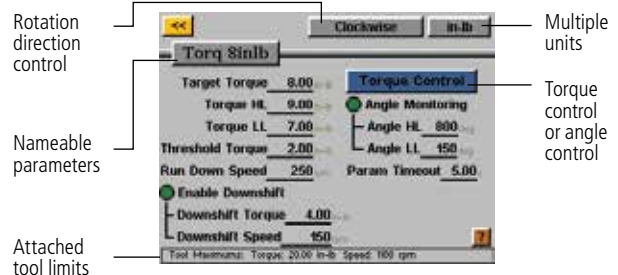 Rotation
direction
control
Nameable
parameters
Attached
tool limits
<<
Clockwise
in-lb
Torq 8inlb
Target Torque 8.00
Torque HL 9.00
Torque LL 7.00
Threshold Torque 2.00
Run Down Speed 250
Enable Downshift
Downshift Torque 4.00
Downshift Speed 150
Torque Control
Angle Monitoring
Angle HL 800
Angle LL 150
Param Timeout 5.00
?
Tool Maximums: Torque: 20.00 in-lb Speed: 1100 rpm
Multiple
units
Torque
control
or angle
control